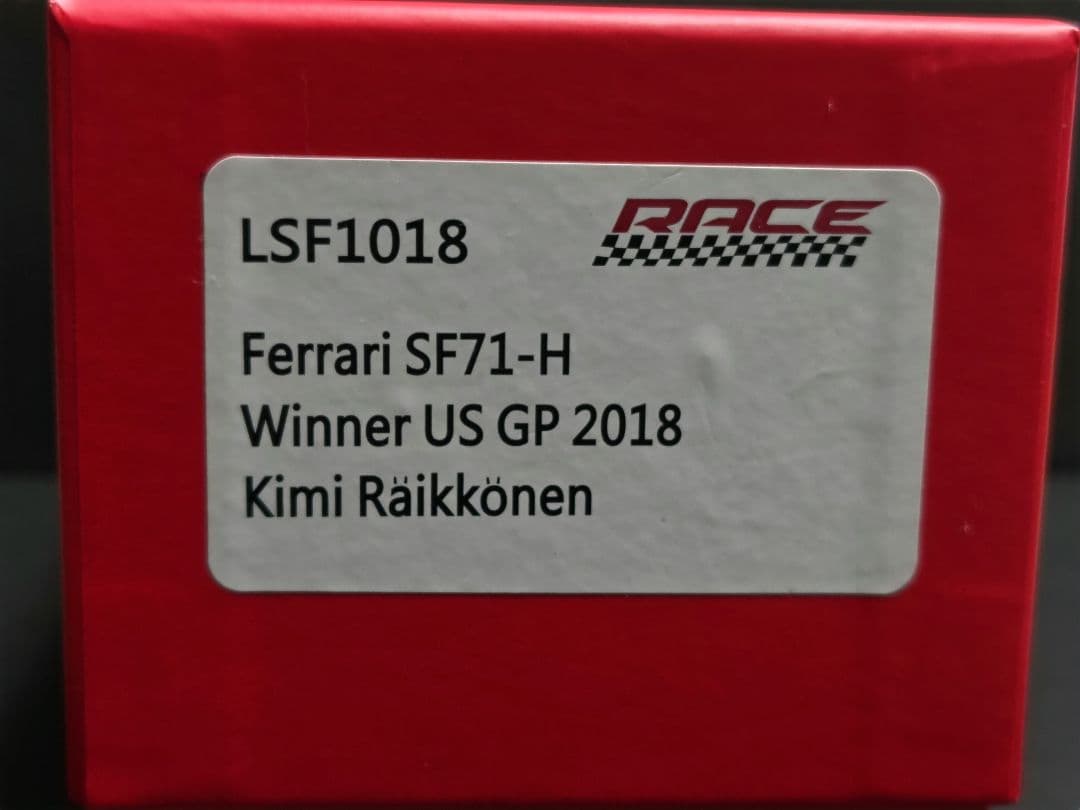 LSF1018
RACE
Ferrari SF71-H
Winner US GP 2018
Kimi Räikkönen